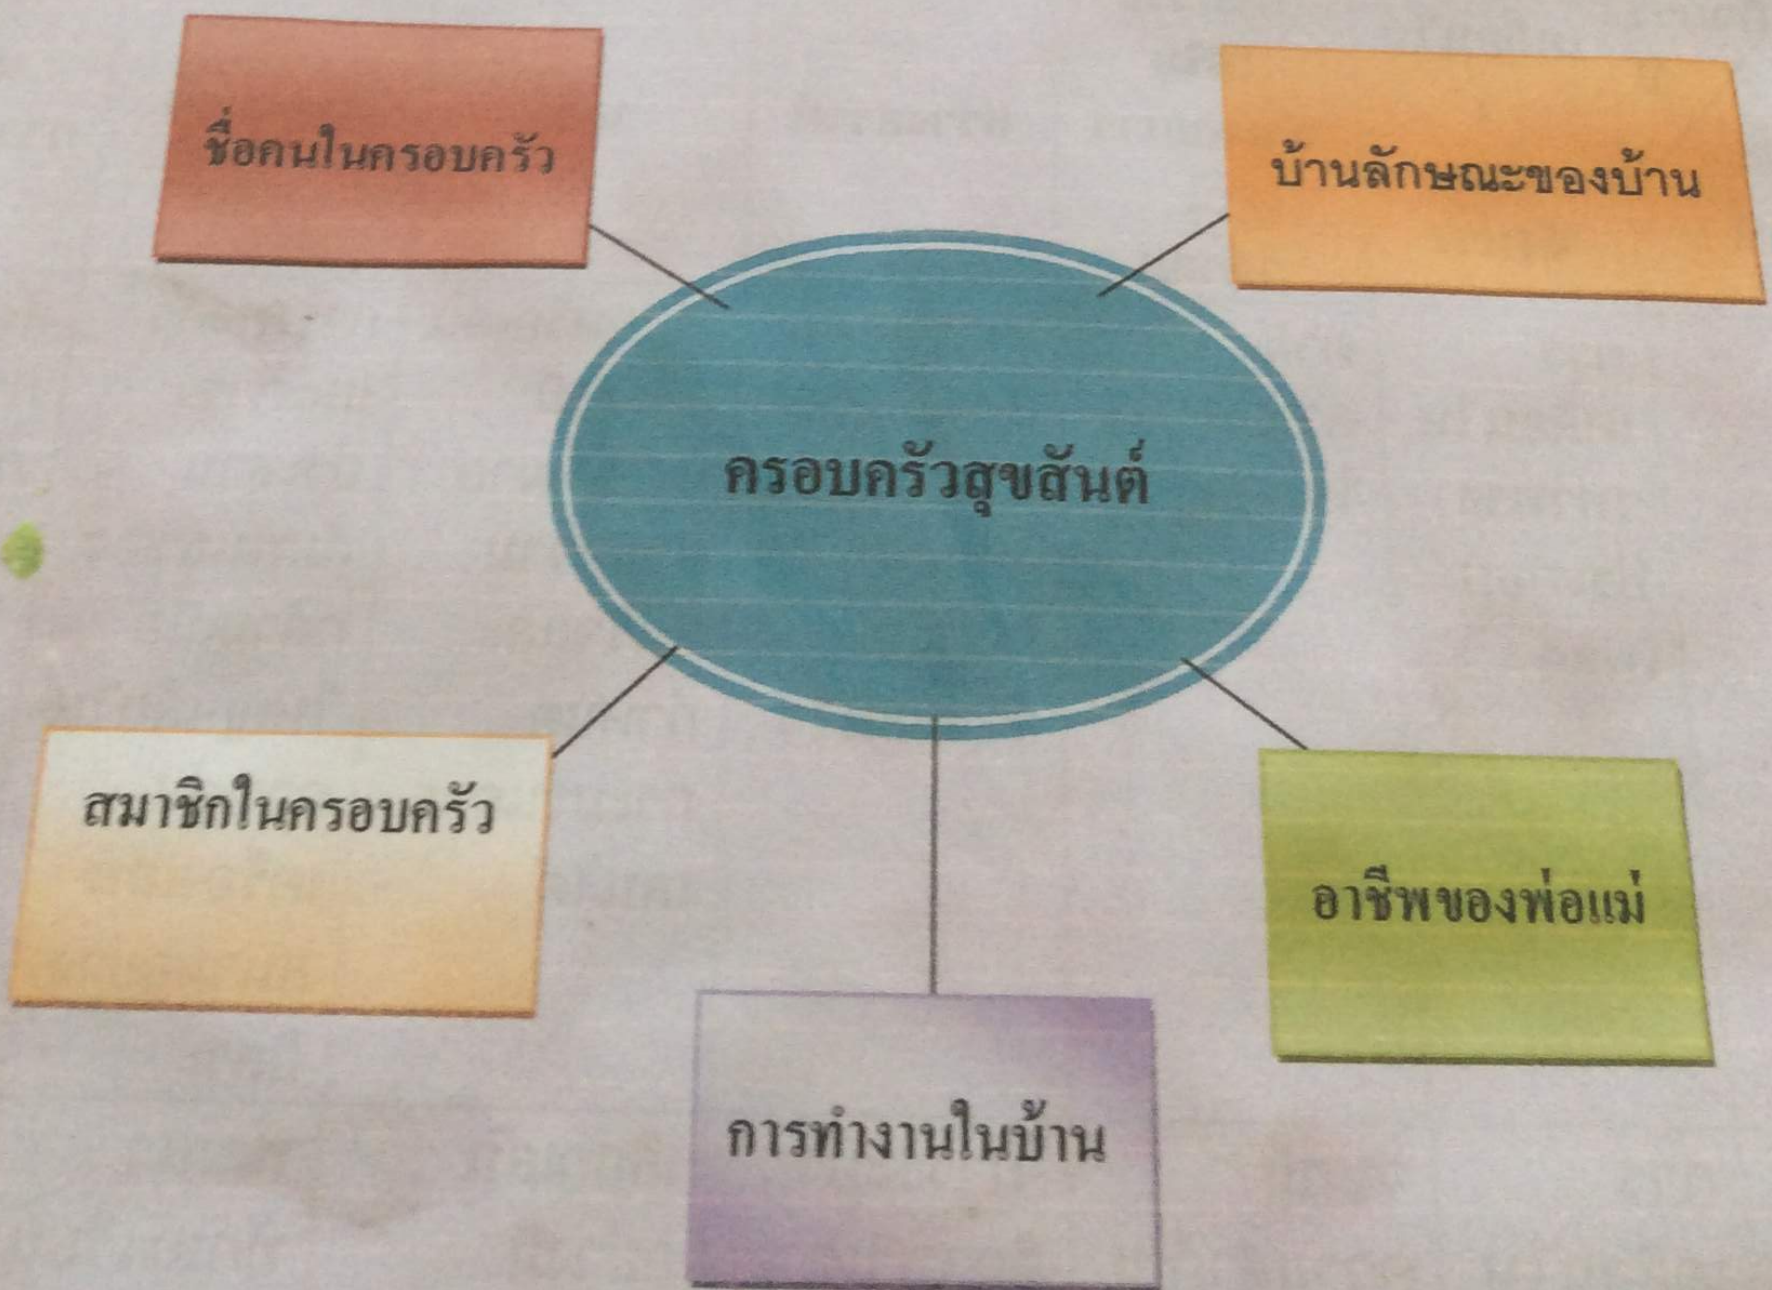 ชื่อคนในครอบครัว
บ้านลักษณะของบ้าน
ครอบครัวสุขสันต์
สมาชิกในครอบครัว
อาชีพของพ่อแม่
การทำงานในบ้าน